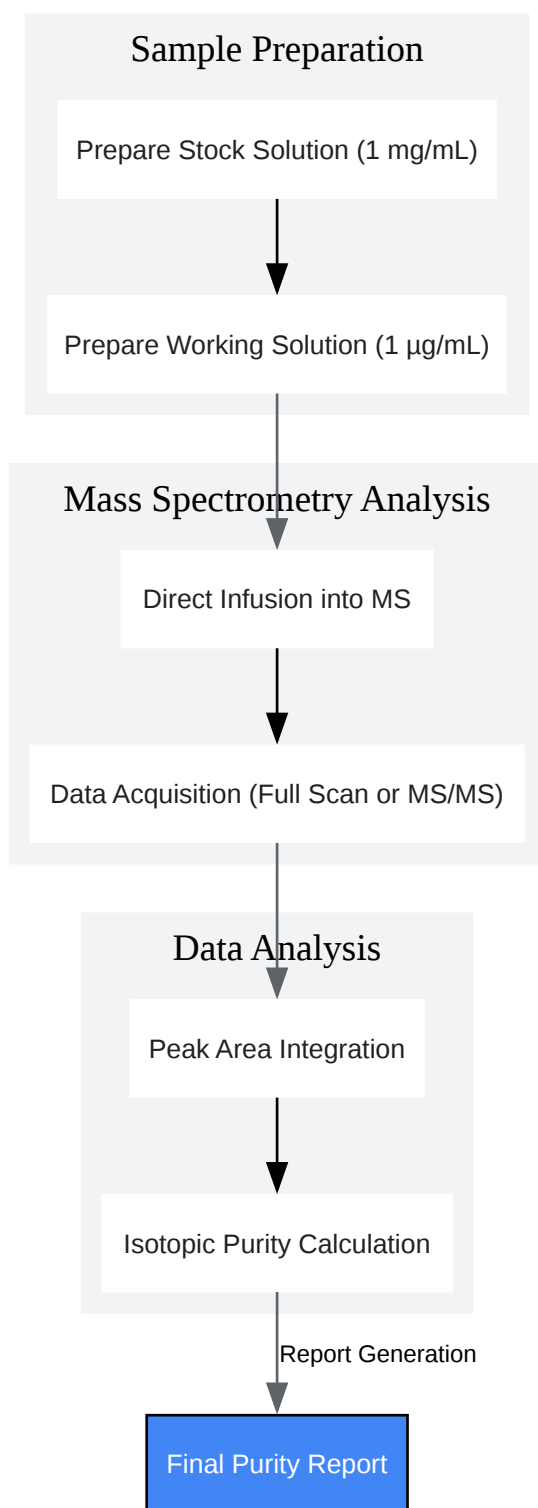 Sample Preparation
Prepare Stock Solution (1 mg/mL)
Prepare Working Solution (1 µg/mL)
Mass Spectrometry Analysis
Direct Infusion into MS
Data Acquisition (Full Scan or MS/MS)
Data Analysis
Peak Area Integration
Isotopic Purity Calculation
Report Generation
Final Purity Report